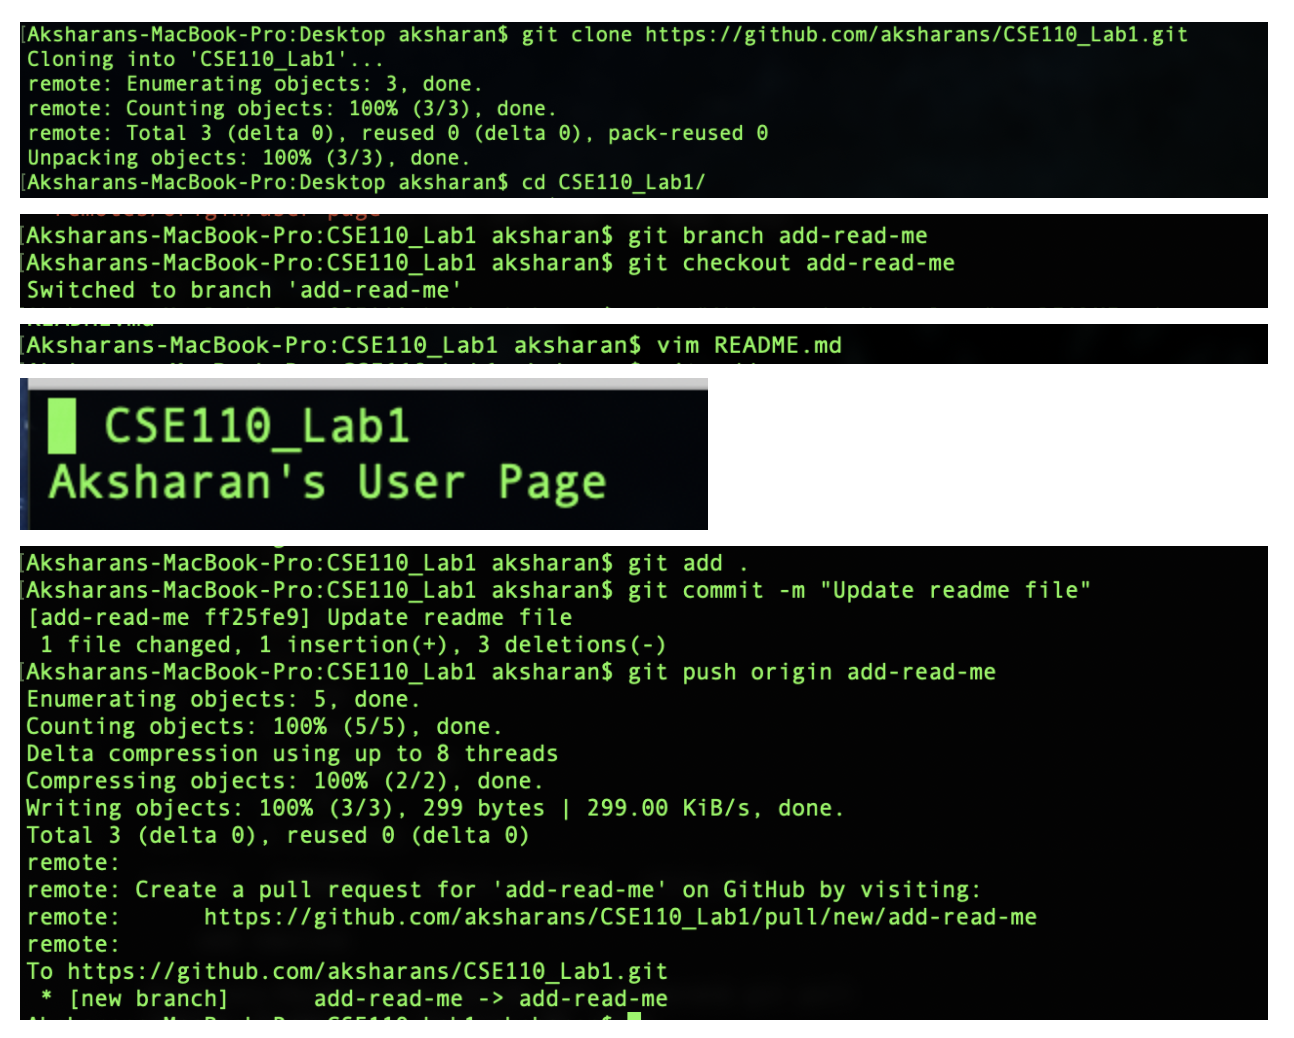 [Aksharans-MacBook-Pro:Desktop aksharan$ git clone https://github.com/aksharans/CSE110_Lab1.git
Cloning into 'CSE110_Lab1'...
remote: Enumerating objects: 3, done.
remote: Counting objects: 100% (3/3), done.
remote: Total 3 (delta 0), reused 0 (delta 0), pack-reused 0
Unpacking objects: 100% (3/3), done.
[Aksharans-MacBook-Pro:Desktop aksharan$ cd CSE110_Lab1/
[Aksharans-MacBook-Pro:CSE110_Lab1 aksharan$ git branch add-read-me
[Aksharans-MacBook-Pro:CSE110_Lab1 aksharan$ git checkout add-read-me
Switched to branch 'add-read-me'
[Aksharans-MacBook-Pro:CSE110_Lab1 aksharan$ vim README.md
CSE110_Lab1
Aksharan's User Page
[Aksharans-MacBook-Pro:CSE110_Lab1 aksharan$ git add .
[Aksharans-MacBook-Pro:CSE110_Lab1 aksharan$ git commit -m "Update readme file"
[add-read-me ff25fe9] Update readme file
1 file changed, 1 insertion(+), 3 deletions(-)
[Aksharans-MacBook-Pro:CSE110_Lab1 aksharan$ git push origin add-read-me
Enumerating objects: 5, done.
Counting objects: 100% (5/5), done.
Delta compression using up to 8 threads
Compressing objects: 100% (2/2), done.
Writing objects: 100% (3/3), 299 bytes | 299.00 KiB/s, done.
Total 3 (delta 0), reused 0 (delta 0)
remote:
remote: Create a pull request for 'add-read-me' on GitHub by visiting:
remote: https://github.com/aksharans/CSE110_Lab1/pull/new/add-read-me
remote:
To https://github.com/aksharans/CSE110_Lab1.git
* [new branch] add-read-me -> add-read-me